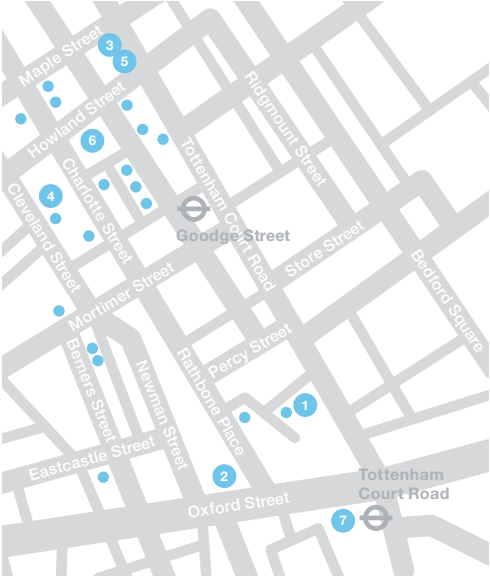 Maple Street
3
5
Howland Street
6
Ridgmount Street
Charlotte Street
Tottenham Court Road
4
Cleveland Street
Goodge Street
Store Street
Bedford Square
Mortimer Street
Percy Street
Berners Street
Newman Street
Rathbone Place
1
Eastcastle Street
2
Tottenham
Court Road
Oxford Street
7